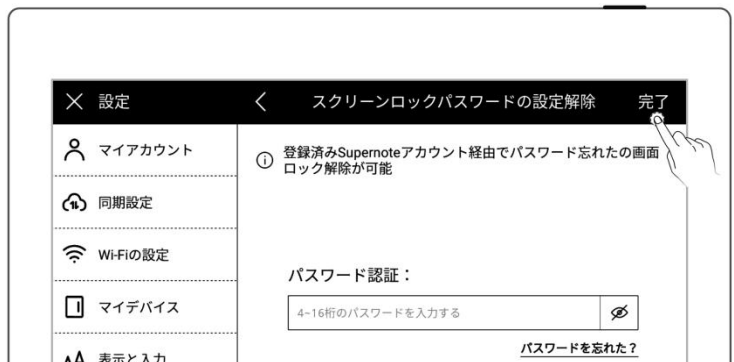 設定
スクリーンロックパスワードの設定解除
完了
マイアカウント
登録済みSupernoteアカウント経由でパスワード忘れたの画面
ロック解除が可能
同期設定
Wi-Fiの設定
マイデバイス
表示と入力
パスワード認証：
4~16桁のパスワードを入力する
パスワードを忘れた？